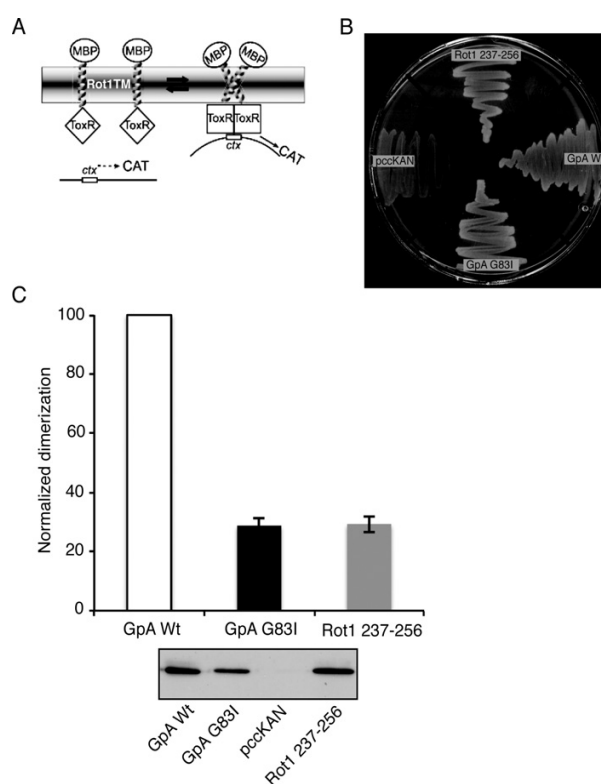 A
MBP MBP MBP MBP
Rot1TM
ToxR ToxR ToxR ToxR
ctx CAT
ctx CAT
B
Rot1 237-256
pccKAN
GpA W
GpA G83I
C
Normalized dimerization
100
80
60
40
20
0
GpA Wt GpA G83I Rot1 237-256
GpA Wt
GpA G83I
pccKAN
Rot1 237-256